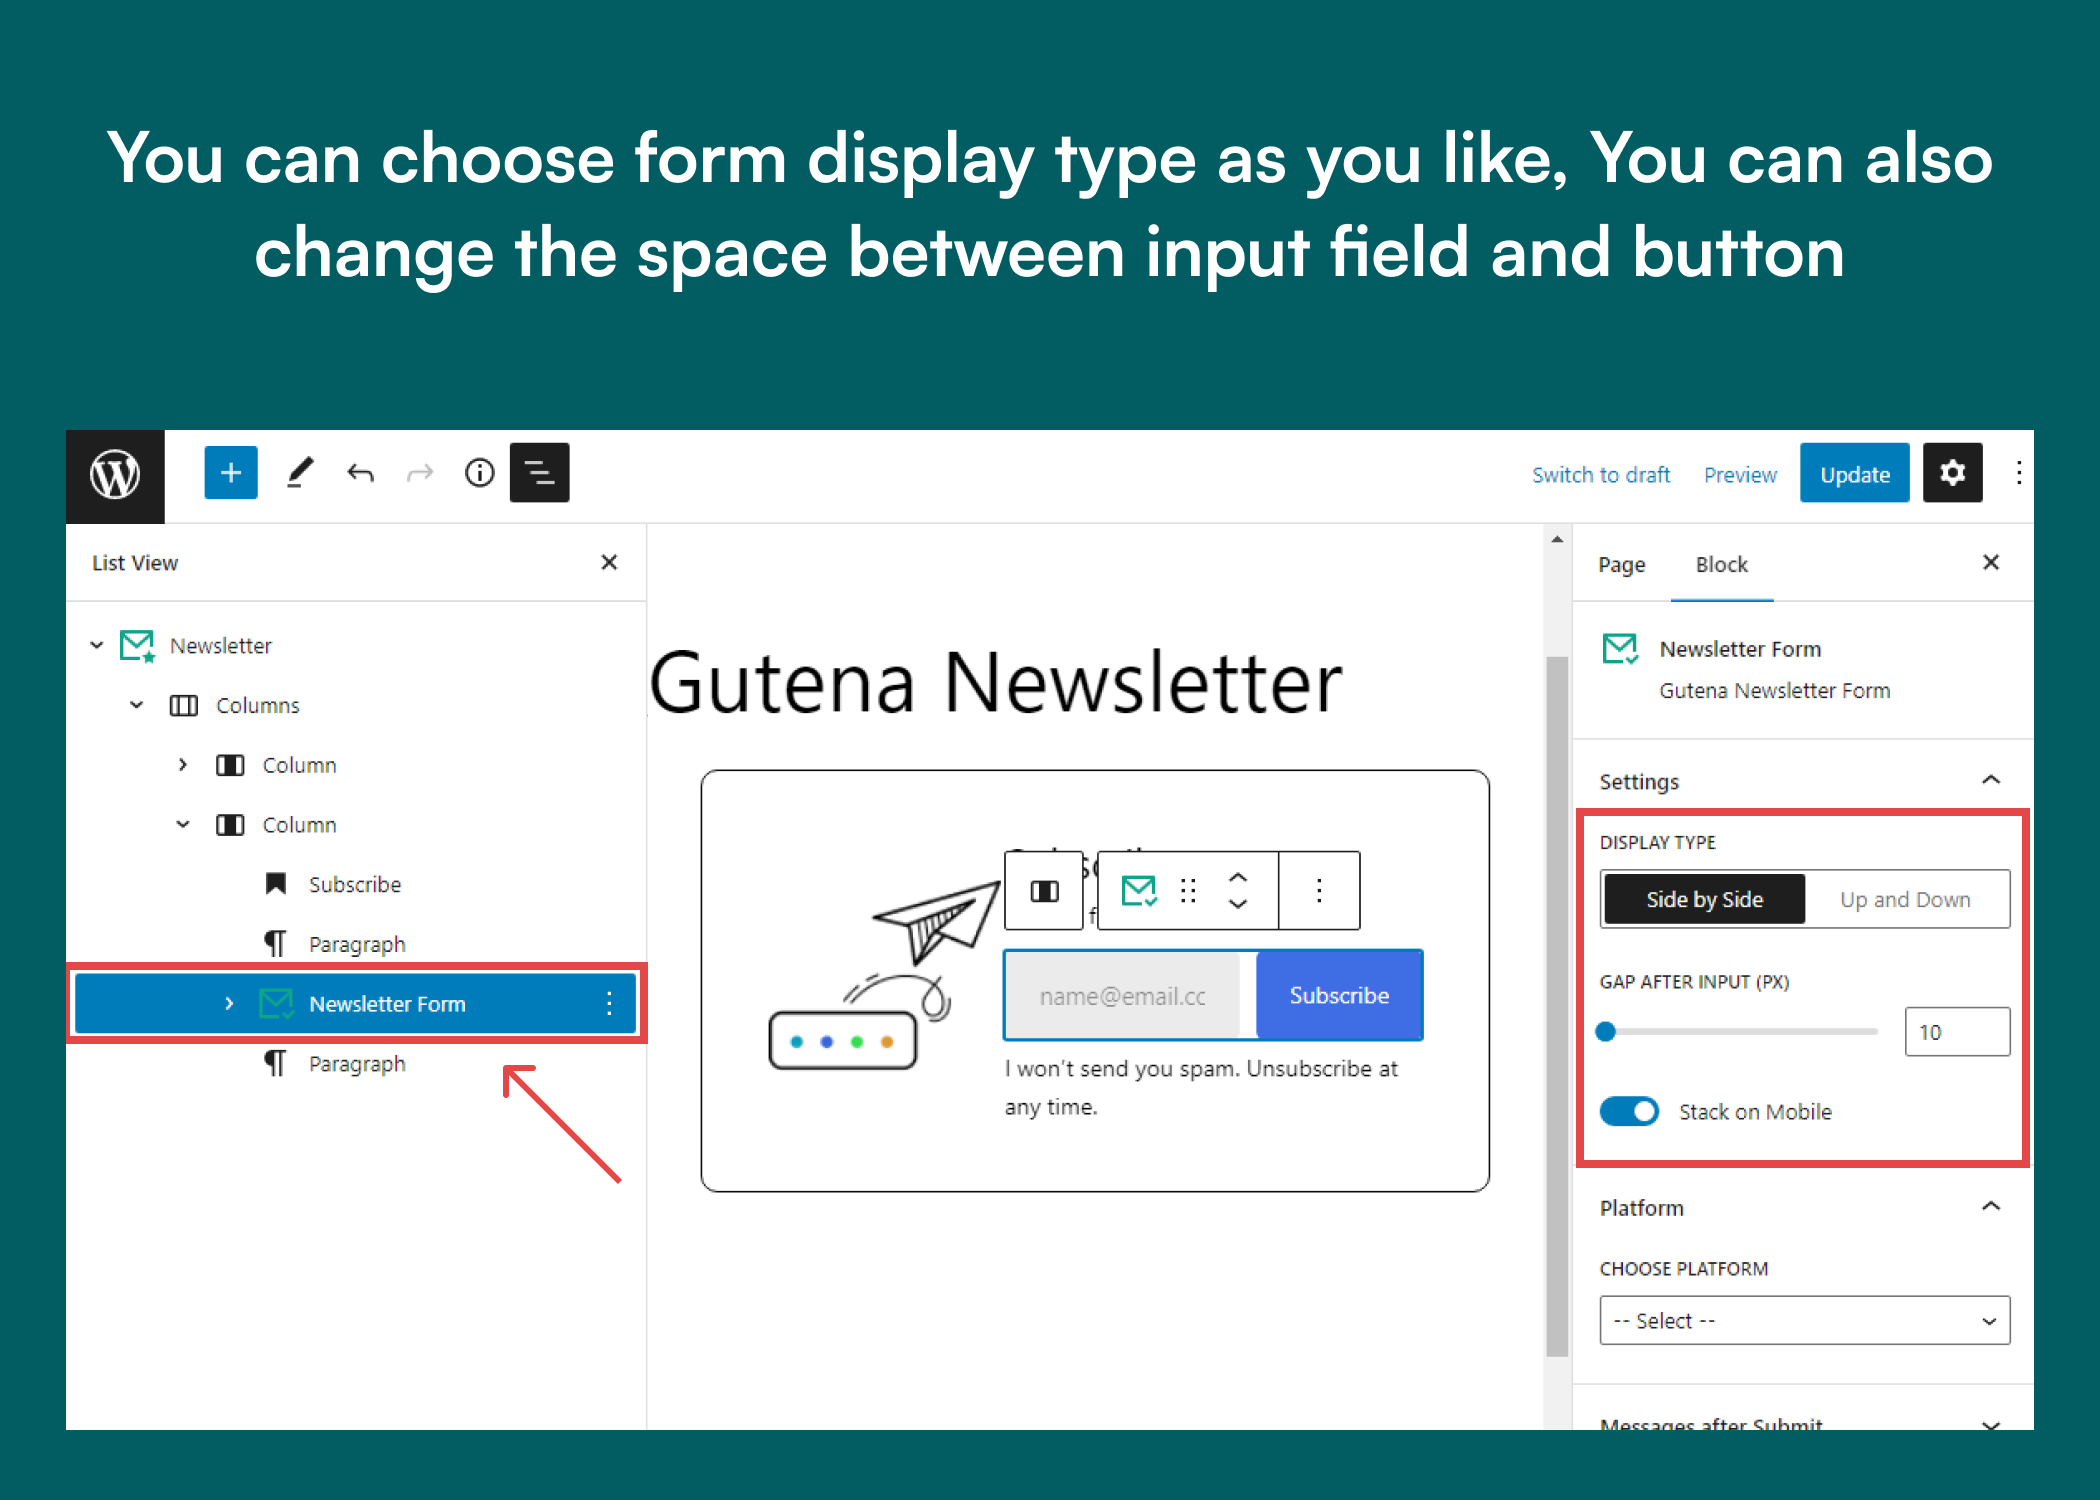 You can choose form display type as you like, You can also
change the space between input field and button
Switch to draft
Preview
Update
List View
Newsletter
Columns
Column
Column
Subscribe
Paragraph
Newsletter Form
Paragraph
Gutena Newsletter
name@email.cc
Subscribe
I won't send you spam. Unsubscribe at
any time.
Page
Block
Newsletter Form
Gutena Newsletter Form
Settings
DISPLAY TYPE
Side by Side
Up and Down
GAP AFTER INPUT (PX)
10
Stack on Mobile
Platform
CHOOSE PLATFORM
-- Select --
Messages after Submit